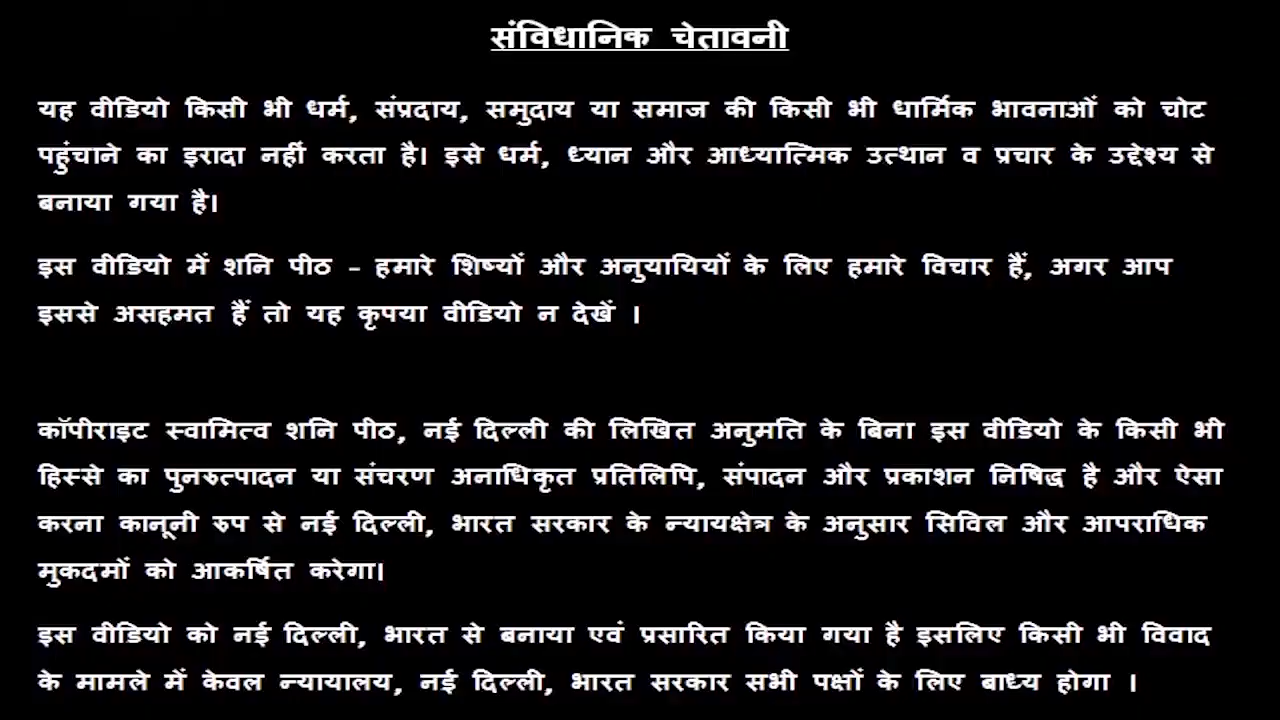 संविधानिक चेतावनी
यह वीडियो किसी भी धर्म, संप्रदाय, समुदाय या समाज की किसी भी धार्मिक भावनाओं को चोट
पहुंचाने का इरादा नहीं करता है। इसे धर्म, ध्यान और आध्यात्मिक उत्थान व प्रचार के उद्देश्य से
बनाया गया है।
इस वीडियो में शनि पीठ – हमारे शिष्यों और अनुयायियों के लिए हमारे विचार हैं, अगर आप
इससे असहमत हैं तो यह कृपया वीडियो न देखें ।
कॉपीराइट स्वामित्व शनि पीठ, नई दिल्ली की लिखित अनुमति के बिना इस वीडियो के किसी भी
हिस्से का पुनरुत्पादन या संचरण अनाधिकृत प्रतिलिपि, संपादन और प्रकाशन निषिद्ध है और ऐसा
करना कानूनी रुप से नई दिल्ली, भारत सरकार के न्यायक्षेत्र के अनुसार सिविल और आपराधिक
मुकदमों को आकर्षित करेगा।
इस वीडियो को नई दिल्ली, भारत से बनाया एवं प्रसारित किया गया है इसलिए किसी भी विवाद
के मामले में केवल न्यायालय, नई दिल्ली, भारत सरकार सभी पक्षों के लिए बाध्य होगा ।